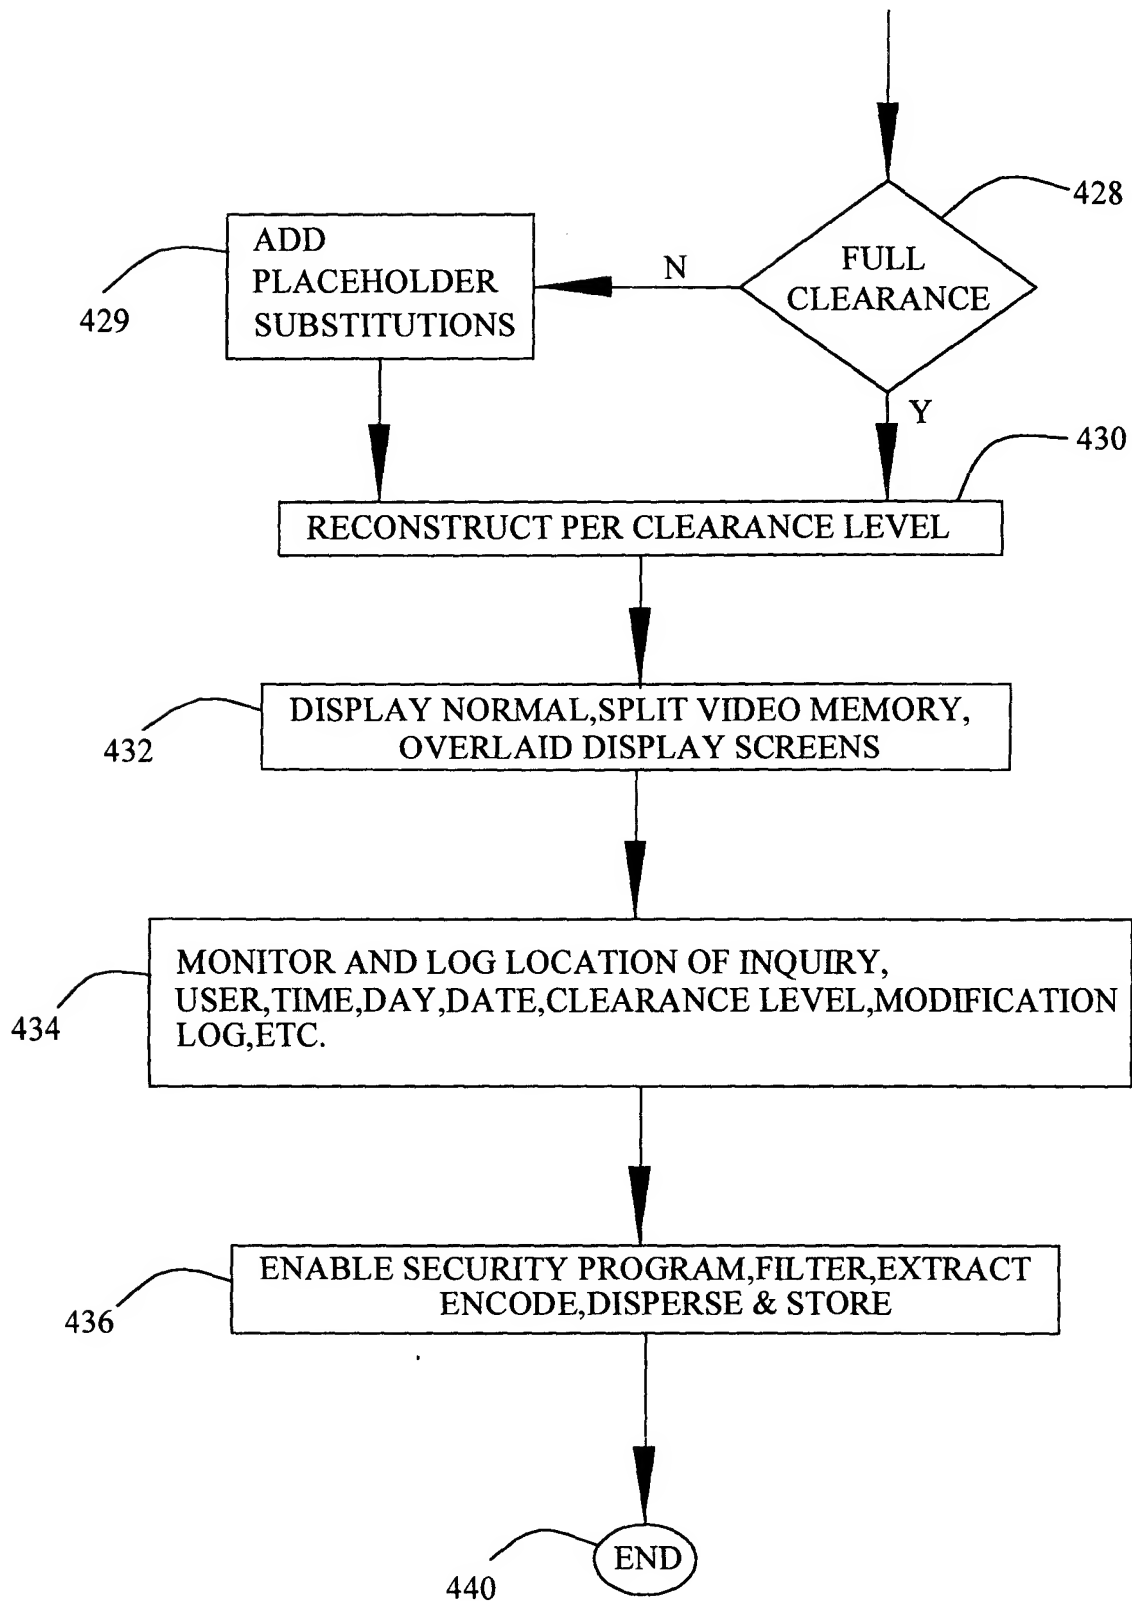 428
FULL
CLEARANCE
N
ADD
PLACEHOLDER
SUBSTITUTIONS
429
Y
430
RECONSTRUCT PER CLEARANCE LEVEL
DISPLAY NORMAL,SPLIT VIDEO MEMORY,
OVERLAID DISPLAY SCREENS
432
MONITOR AND LOG LOCATION OF INQUIRY,
USER,TIME,DAY,DATE,CLEARANCE LEVEL,MODIFICATION
LOG,ETC.
434
ENABLE SECURITY PROGRAM,FILTER,EXTRACT
ENCODE,DISPERSE & STORE
436
END
440